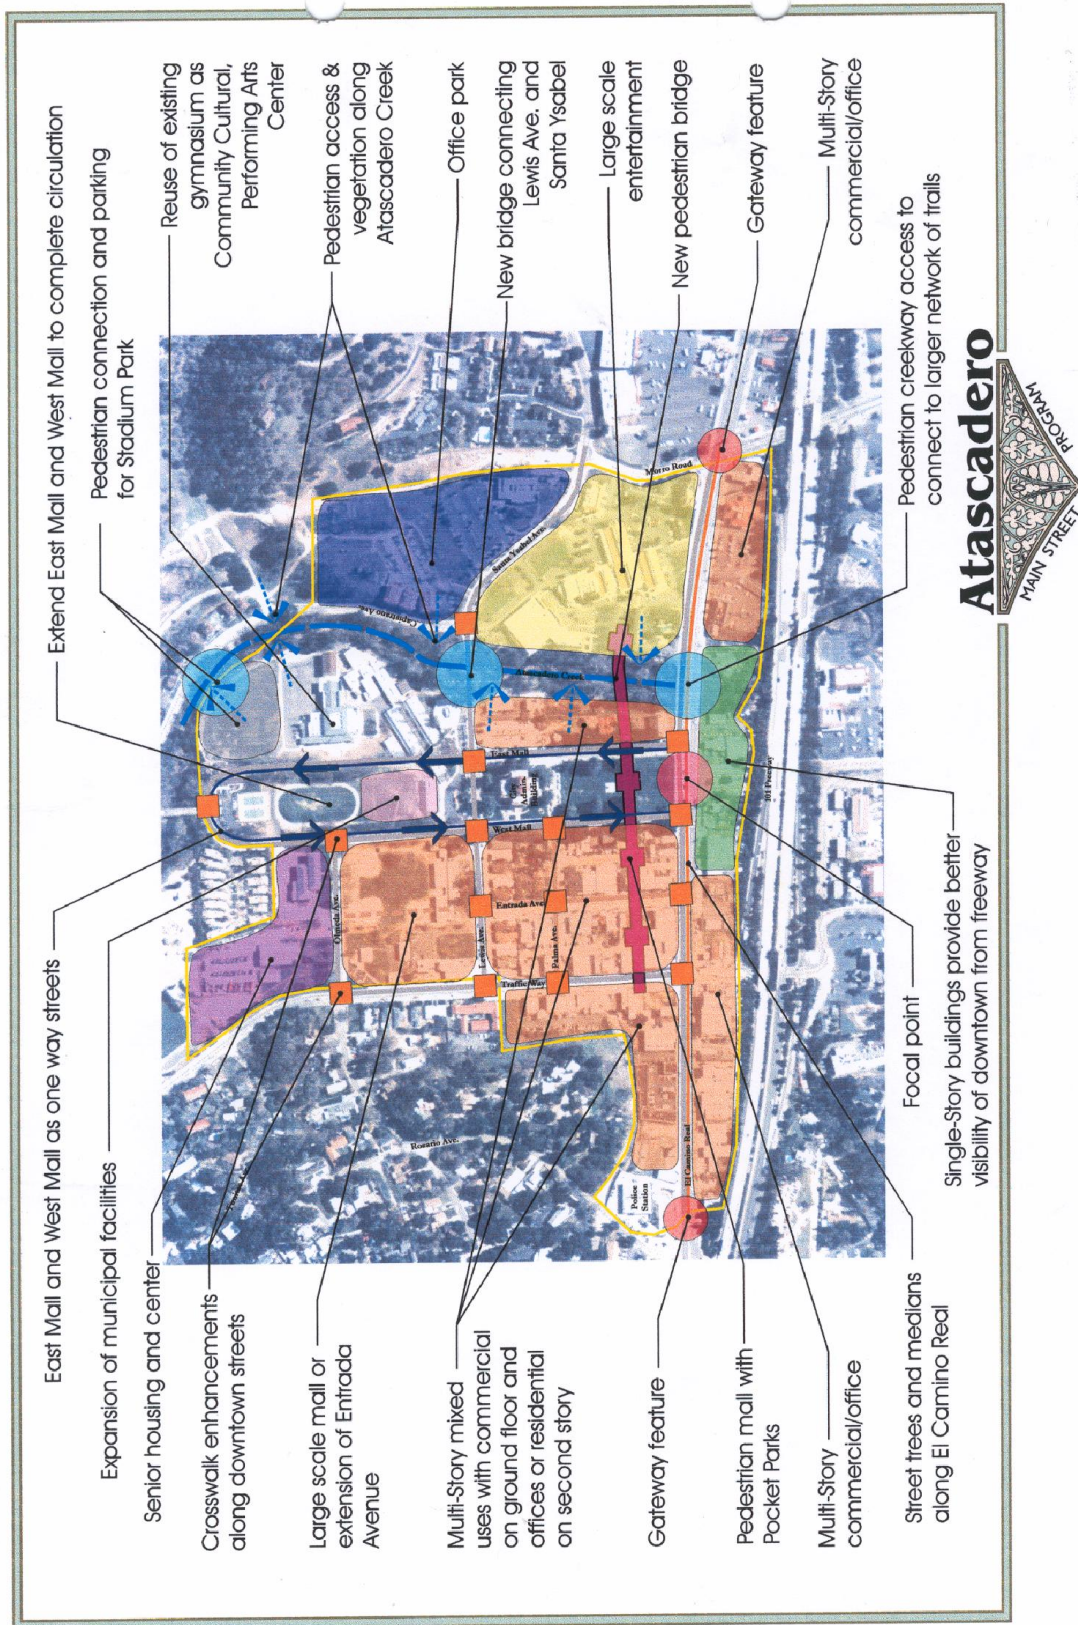 East Mall and West Mall as one way streets
Expansion of municipal facilities
Senior housing and center
Crosswalk enhancements
along downtown streets
Large scale mall or
extension of Entrada
Avenue
Multi-Story mixed
uses with commercial
on ground floor and
offices or residential
on second story
Gateway feature
Pedestrian mall with
Pocket Parks
Multi-Story
commercial/office
Street trees and medians
along El Camino Real
Extend East Mall and West Mall to complete circulation
Pedestrian connection and parking
for Stadium Park
Reuse of existing
gymnasium as
Community Cultural,
Performing Arts
Center
Pedestrian access &
vegetation along
Atascadero Creek
Office park
New bridge connecting
Lewis Ave. and
Santa Ysabel
Large scale
entertainment
New pedestrian bridge
Gateway feature
Multi-Story
commercial/office
Pedestrian creekway access to
connect to larger network of trails
Focal point
Single-Story buildings provide better
visibility of downtown from freeway
Rosario Ave.
Police
Station
El Camino Real
Olmeda Ave.
Lewis Ave.
Traffic Way
Palma Ave.
Entrada Ave.
West Mall
City
Admin.
Building
East Mall
Atascadero Creek
Capistrano Ave.
Santa Ysabel Ave.
Morro Road
101 Freeway
Atascadero
MAIN STREET
PROGRAM